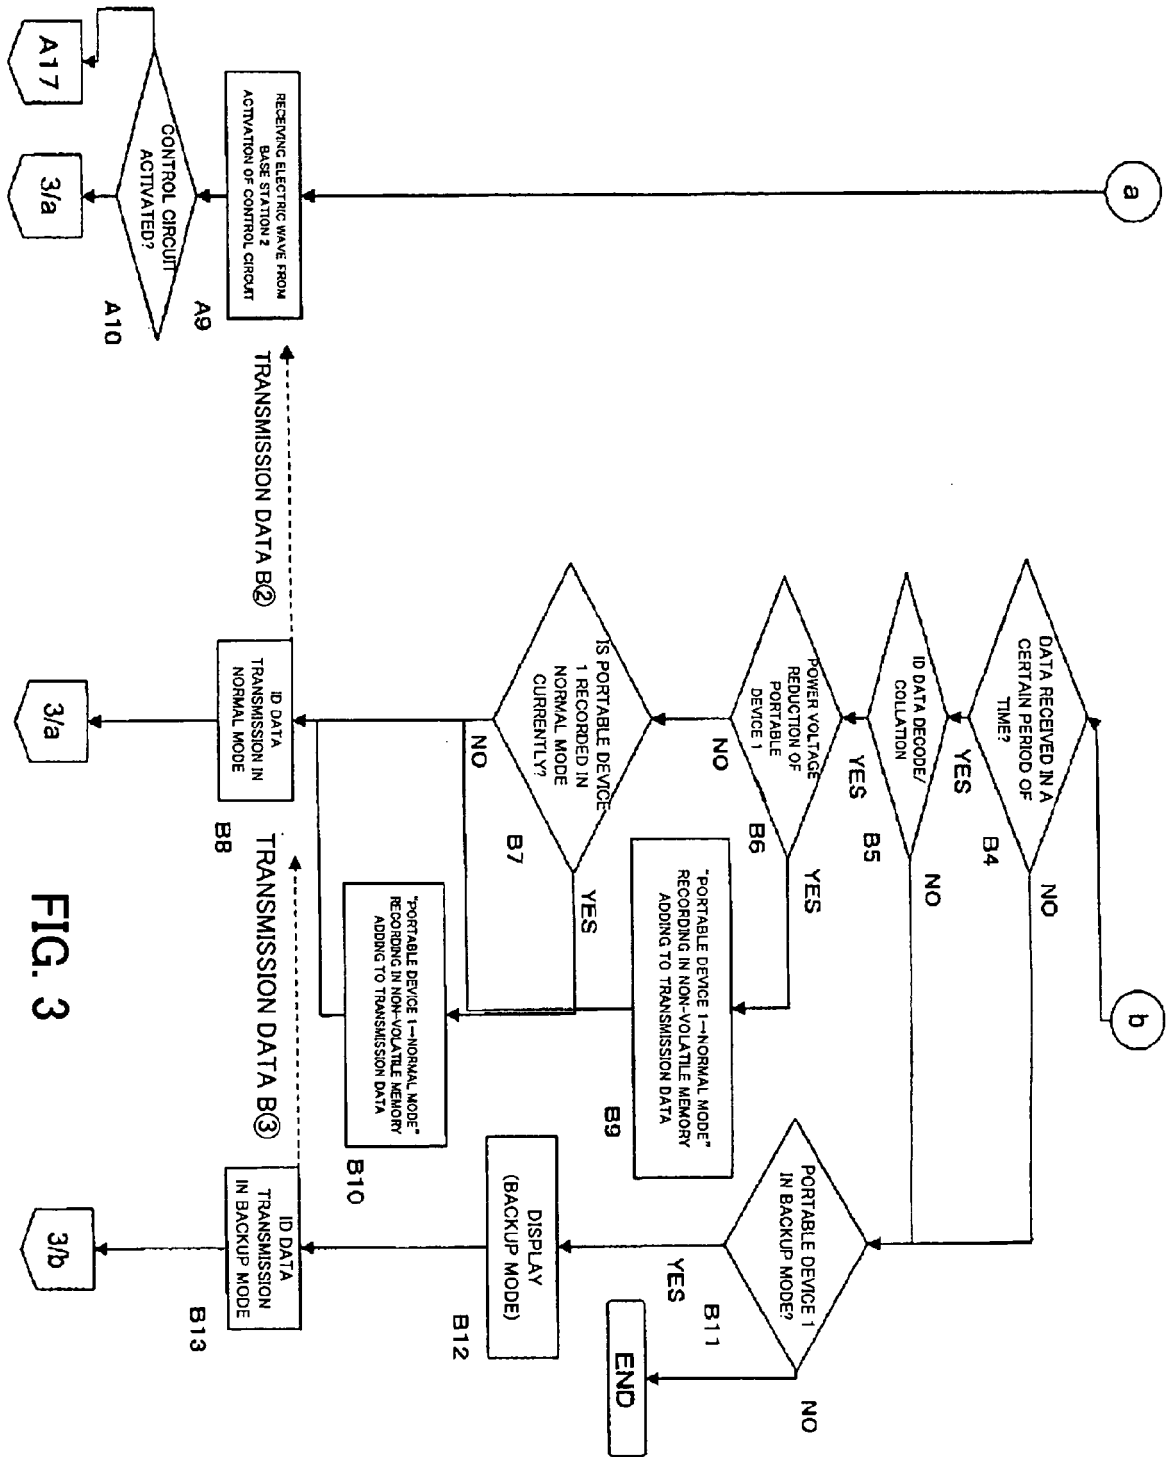 a
RECEIVING ELECTRIC WAVE FROM
BASE STATION 2
ACTIVATION OF CONTROL CIRCUIT
A9
CONTROL CIRCUIT
ACTIVATED?
A10
A17
3/a
b
DATA RECEIVED IN A
CERTAIN PERIOD OF
TIME?
B4
NO
YES
ID DATA DECODE/
COLLATION
B5
NO
YES
POWER VOLTAGE
REDUCTION OF
PORTABLE
DEVICE 1
B6
YES
NO
"PORTABLE DEVICE 1→NORMAL MODE"
RECORDING IN NON-VOLATILE MEMORY
ADDING TO TRANSMISSION DATA
B9
IS PORTABLE DEVICE
1 RECORDED IN
NORMAL MODE
CURRENTLY?
B7
YES
NO
"PORTABLE DEVICE 1→NORMAL MODE"
RECORDING IN NON-VOLATILE MEMORY
ADDING TO TRANSMISSION DATA
B10
TRANSMISSION DATA B②
ID DATA
TRANSMISSION IN
NORMAL MODE
B8
3/a
PORTABLE DEVICE 1
IN BACKUP MODE?
B11
NO
YES
END
DISPLAY
(BACKUP MODE)
B12
TRANSMISSION DATA B③
ID DATA
TRANSMISSION
IN BACKUP MODE
B13
3/b
FIG. 3